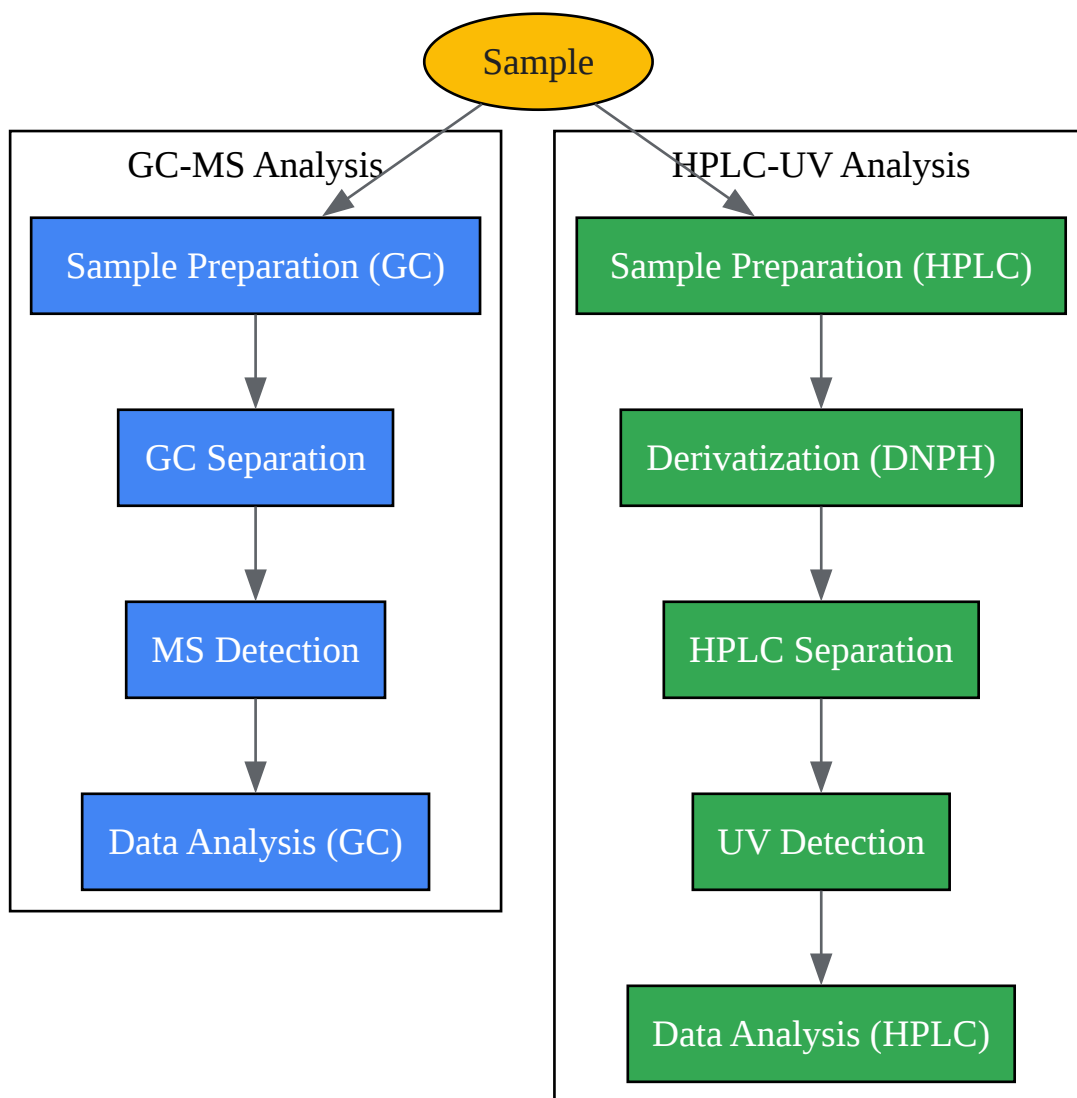 Sample
GC-MS Analysis
Sample Preparation (GC)
GC Separation
MS Detection
Data Analysis (GC)
HPLC-UV Analysis
Sample Preparation (HPLC)
Derivatization (DNPH)
HPLC Separation
UV Detection
Data Analysis (HPLC)